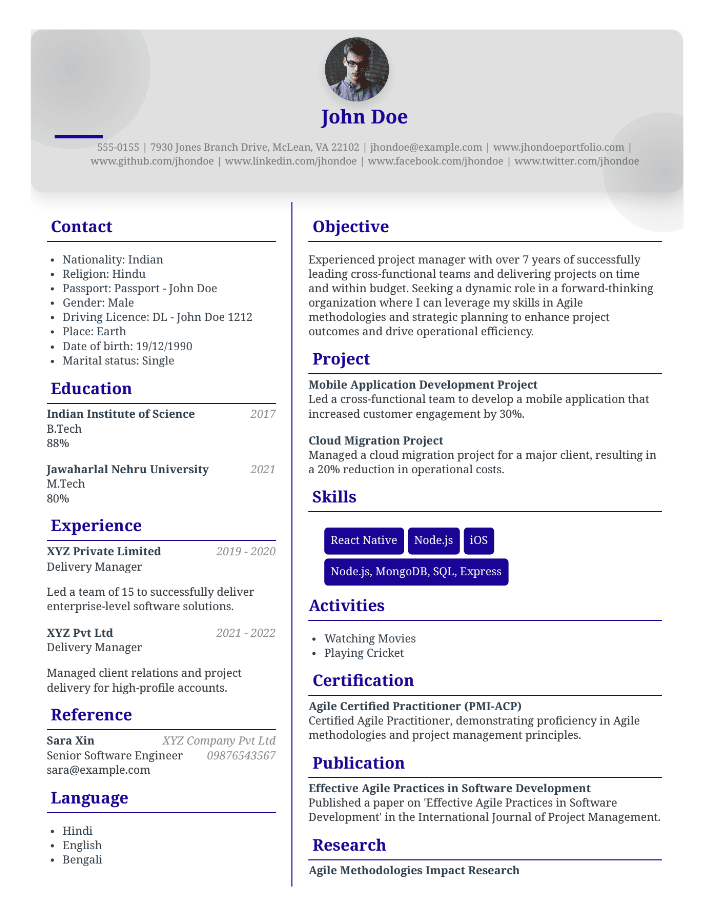 John Doe
555-0155 | 7930 Jones Branch Drive, McLean, VA 22102 | jhondoe@example.com | www.jhondoeportfolio.com |
www.github.com/jhondoe | www.linkedin.com/jhondoe | www.facebook.com/jhondoe | www.twitter.com/jhondoe
Contact
• Nationality: Indian
• Religion: Hindu
• Passport: Passport - John Doe
• Gender: Male
• Driving Licence: DL - John Doe 1212
• Place: Earth
• Date of birth: 19/12/1990
• Marital status: Single
Education
Indian Institute of Science 2017
B.Tech
88%
Jawaharlal Nehru University 2021
M.Tech
80%
Experience
XYZ Private Limited 2019 - 2020
Delivery Manager
Led a team of 15 to successfully deliver
enterprise-level software solutions.
XYZ Pvt Ltd 2021 - 2022
Delivery Manager
Managed client relations and project
delivery for high-profile accounts.
Reference
Sara Xin XYZ Company Pvt Ltd
Senior Software Engineer 09876543567
sara@example.com
Language
• Hindi
• English
• Bengali
Objective
Experienced project manager with over 7 years of successfully
leading cross-functional teams and delivering projects on time
and within budget. Seeking a dynamic role in a forward-thinking
organization where I can leverage my skills in Agile
methodologies and strategic planning to enhance project
outcomes and drive operational efficiency.
Project
Mobile Application Development Project
Led a cross-functional team to develop a mobile application that
increased customer engagement by 30%.
Cloud Migration Project
Managed a cloud migration project for a major client, resulting in
a 20% reduction in operational costs.
Skills
React Native Node.js iOS
Node.js, MongoDB, SQL, Express
Activities
• Watching Movies
• Playing Cricket
Certification
Agile Certified Practitioner (PMI-ACP)
Certified Agile Practitioner, demonstrating proficiency in Agile
methodologies and project management principles.
Publication
Effective Agile Practices in Software Development
Published a paper on 'Effective Agile Practices in Software
Development' in the International Journal of Project Management.
Research
Agile Methodologies Impact Research